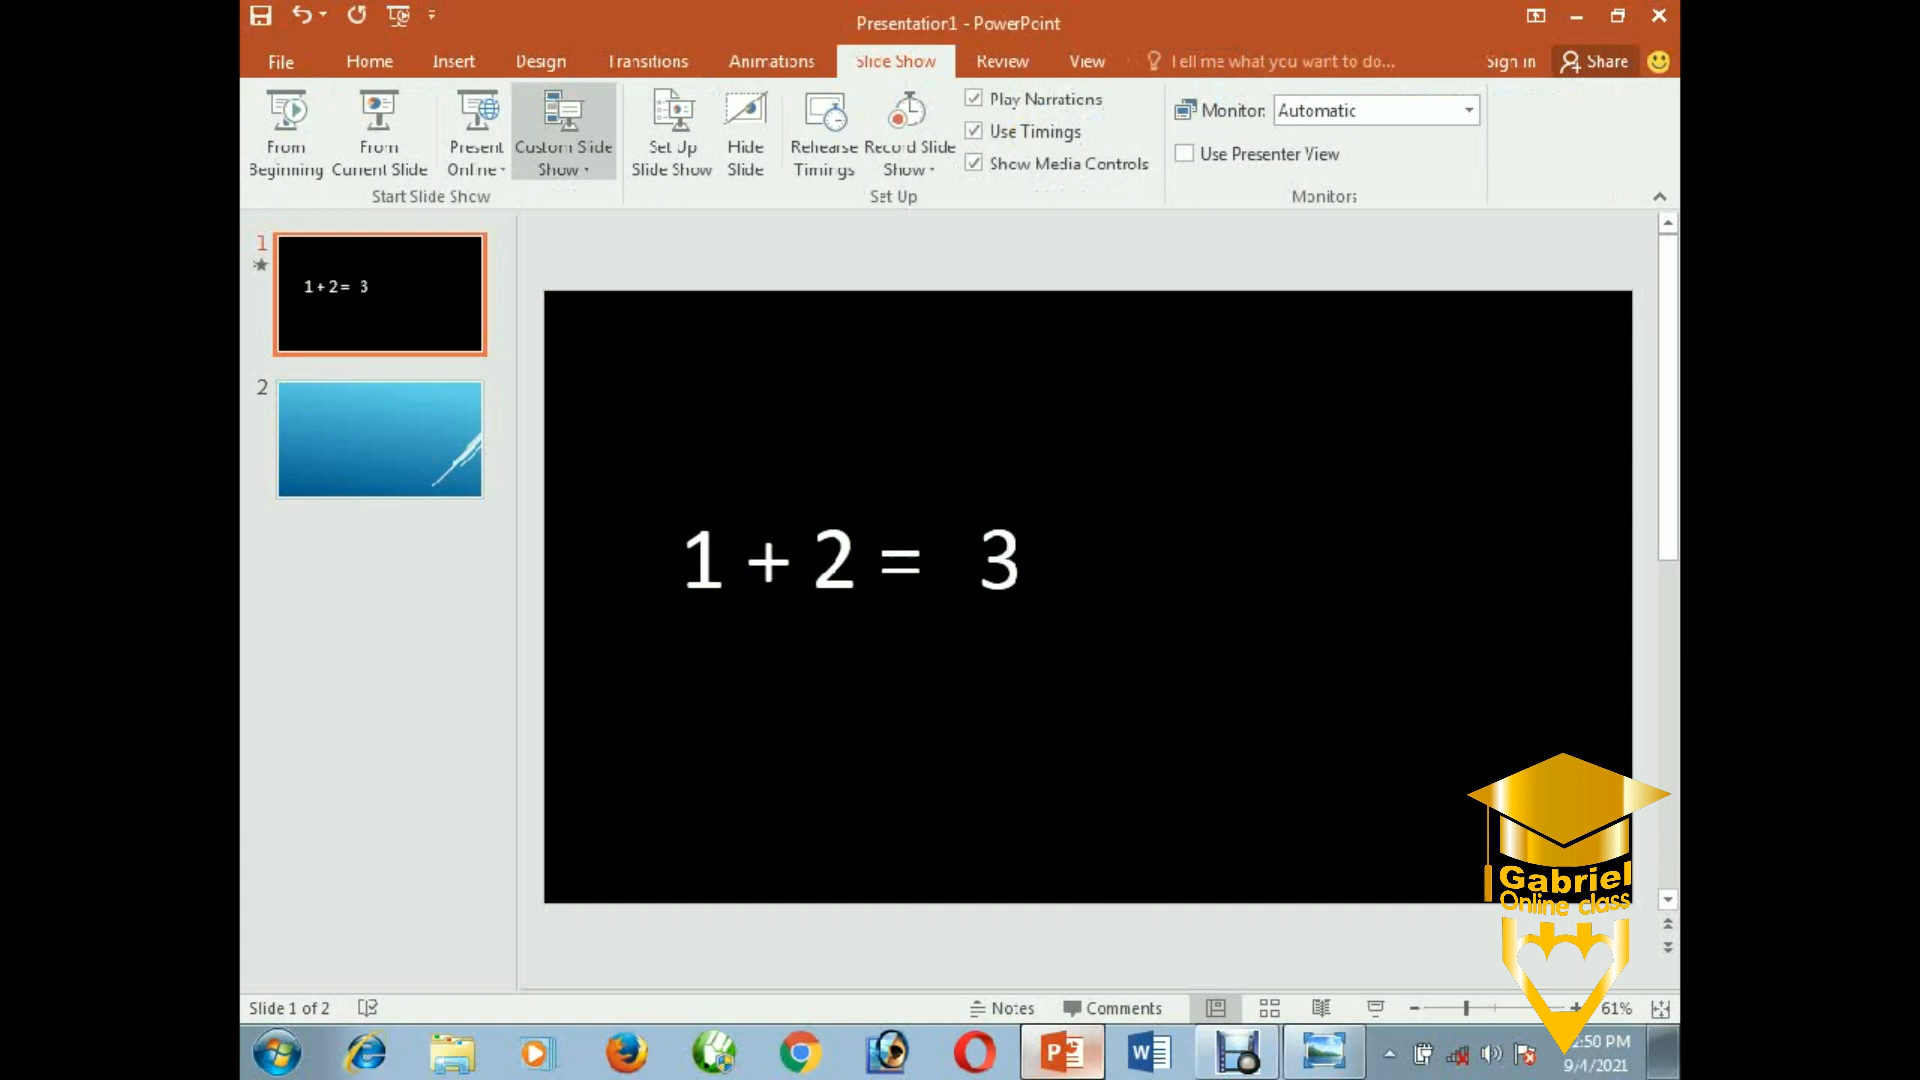 Presentation1 - PowerPoint
File Home Insert Design Transitions Animations Slide Show Review View Tell me what you want to do... Sign in Share
From Beginning
From Current Slide
Present Online
Custom Slide Show
Set Up Slide Show
Hide Slide
Rehearse Timings
Record Slide Show
Play Narrations
Use Timings
Show Media Controls
Monitor: Automatic
Use Presenter View
Start Slide Show
Set Up
Monitors
1
1 + 2 = 3
2
1 + 2 = 3
Gabriel
Online class
Slide 1 of 2
Notes
Comments
61%
:50 PM
9/4/2021